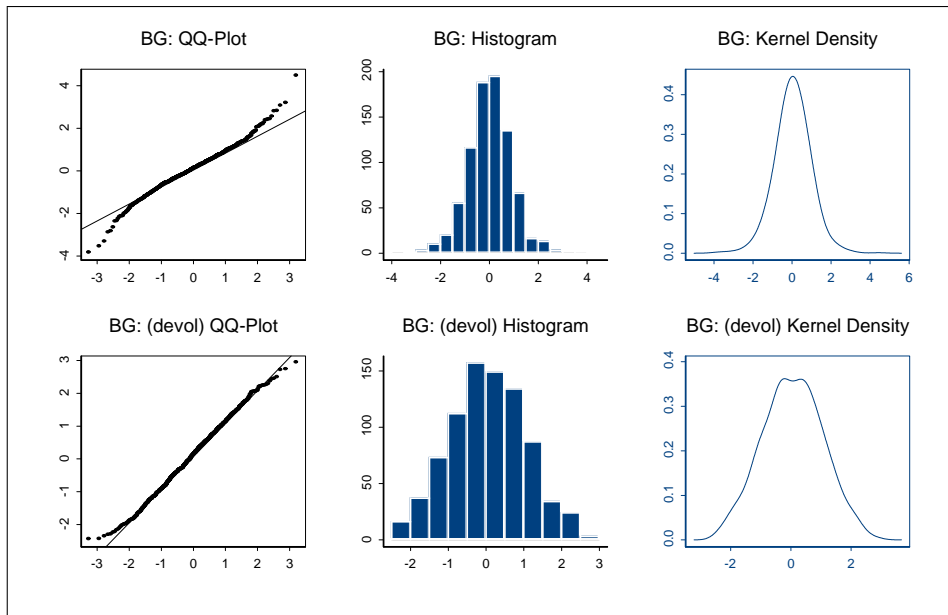 BG: QQ-Plot
4
2
0
-2
-4
-3 -2 -1 0 1 2 3
BG: Histogram
200
150
100
50
0
-4 -2 0 2 4
BG: Kernel Density
0.4
0.3
0.2
0.1
0.0
-4 -2 0 2 4 6
BG: (devol) QQ-Plot
3
2
1
0
-1
-2
-3 -2 -1 0 1 2 3
BG: (devol) Histogram
150
100
50
0
-2 -1 0 1 2 3
BG: (devol) Kernel Density
0.4
0.3
0.2
0.1
0.0
-2 0 2